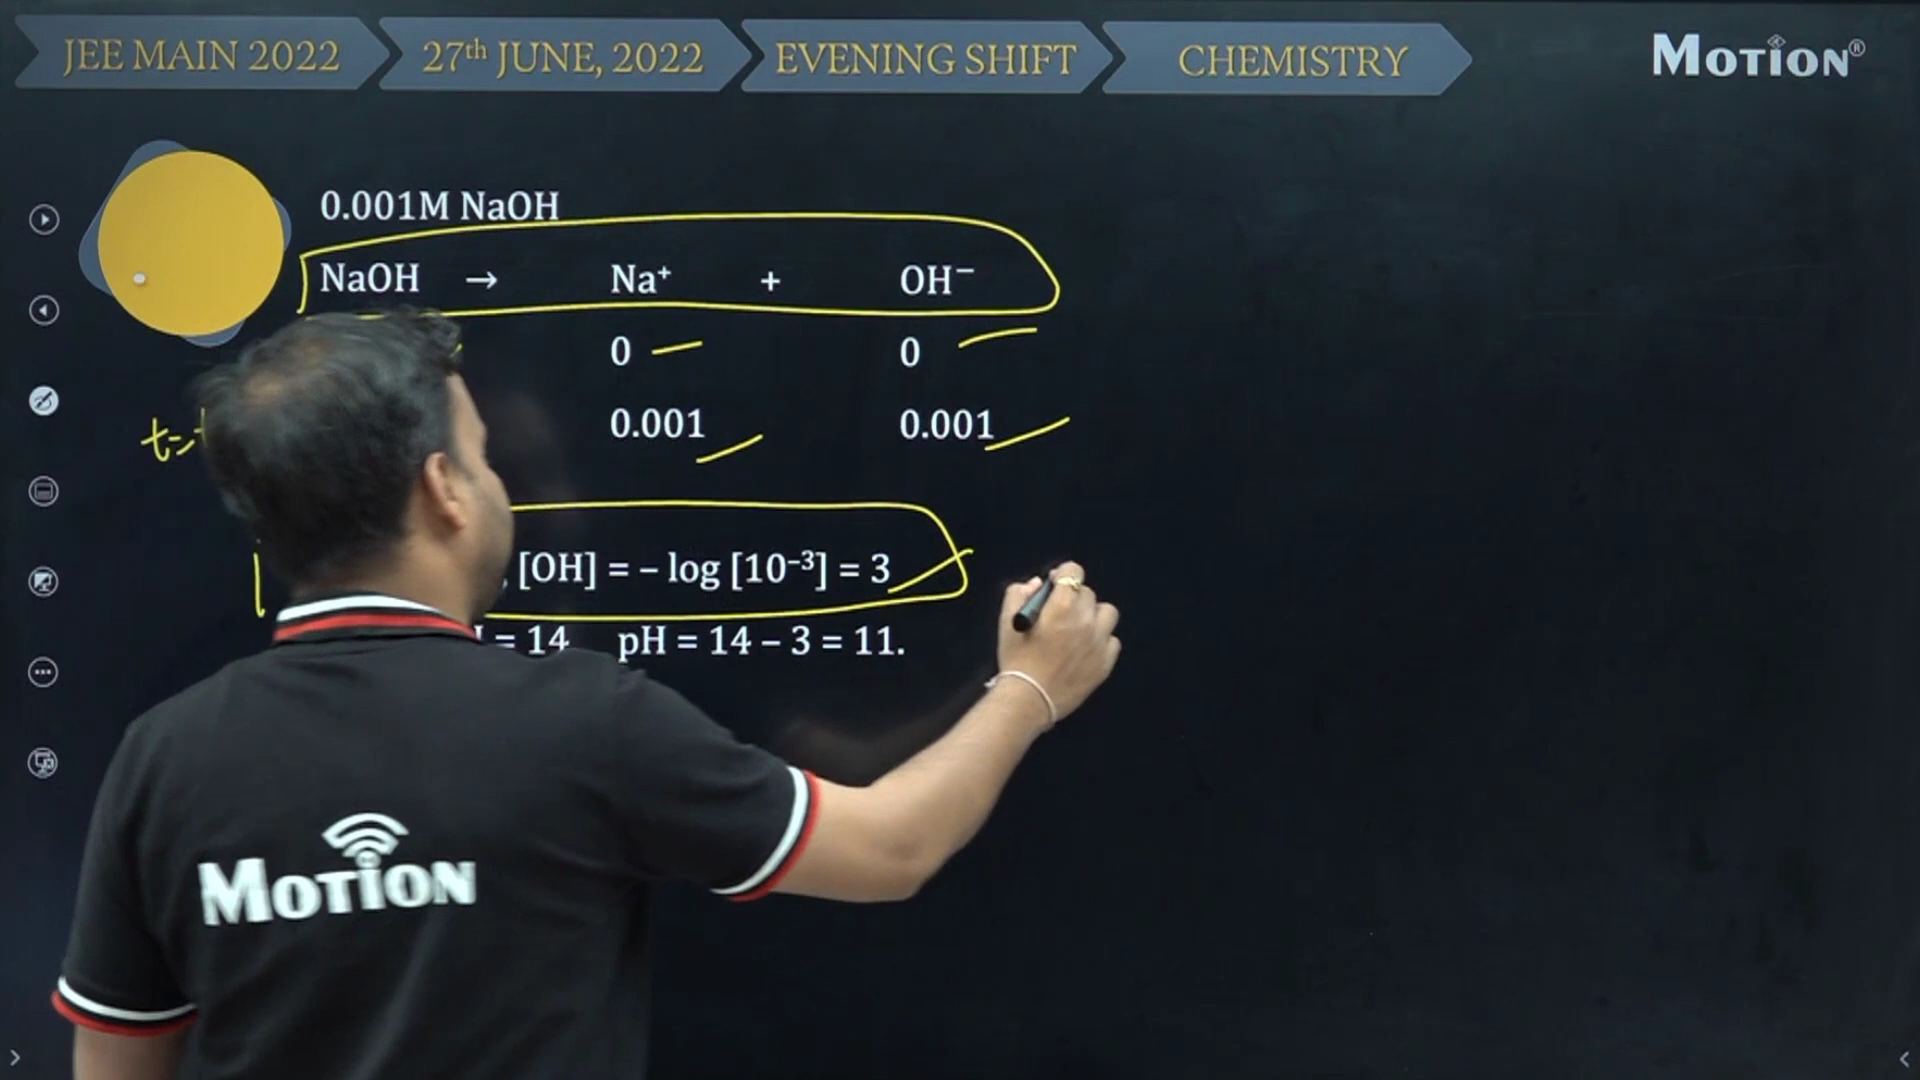 JEE MAIN 2022 27th JUNE, 2022 EVENING SHIFT CHEMISTRY MOTION®
0.001M NaOH
NaOH → Na⁺ + OH⁻
0 0
t= 0.001 0.001
[OH] = – log [10⁻³] = 3
= 14 pH = 14 – 3 = 11.
MOTION